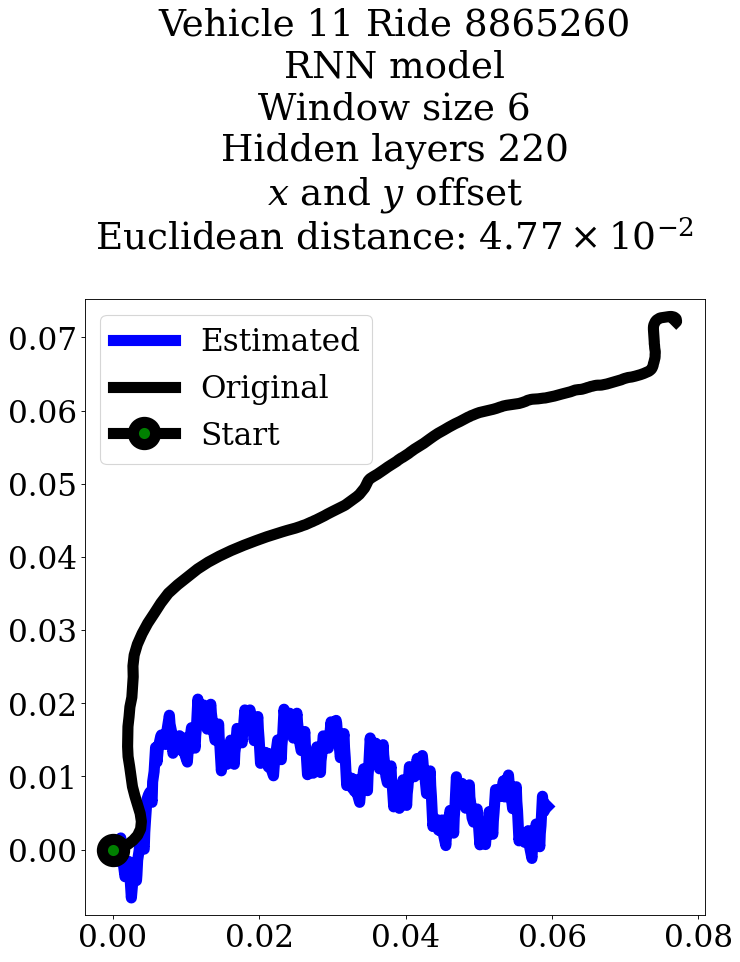 Vehicle 11 Ride 8865260
RNN model
Window size 6
Hidden layers 220
x and y offset
Euclidean distance: 4.77 × 10⁻²
Estimated
Original
Start
0.07
0.06
0.05
0.04
0.03
0.02
0.01
0.00
0.00 0.02 0.04 0.06 0.08